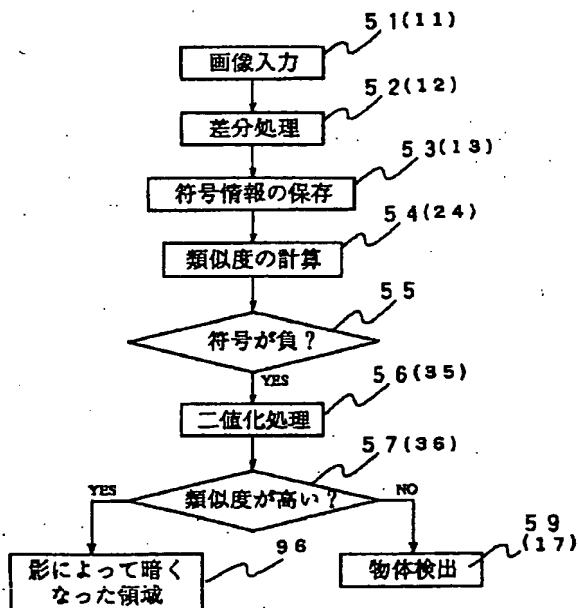 51(11)
画像入力
52(12)
差分処理
53(13)
符号情報の保存
54(24)
類似度の計算
55
符号が負?
YES
56(35)
二値化処理
57(36)
YES
類似度が高い?
NO
96
59
(17)
影によって暗く
なった領域
物体検出